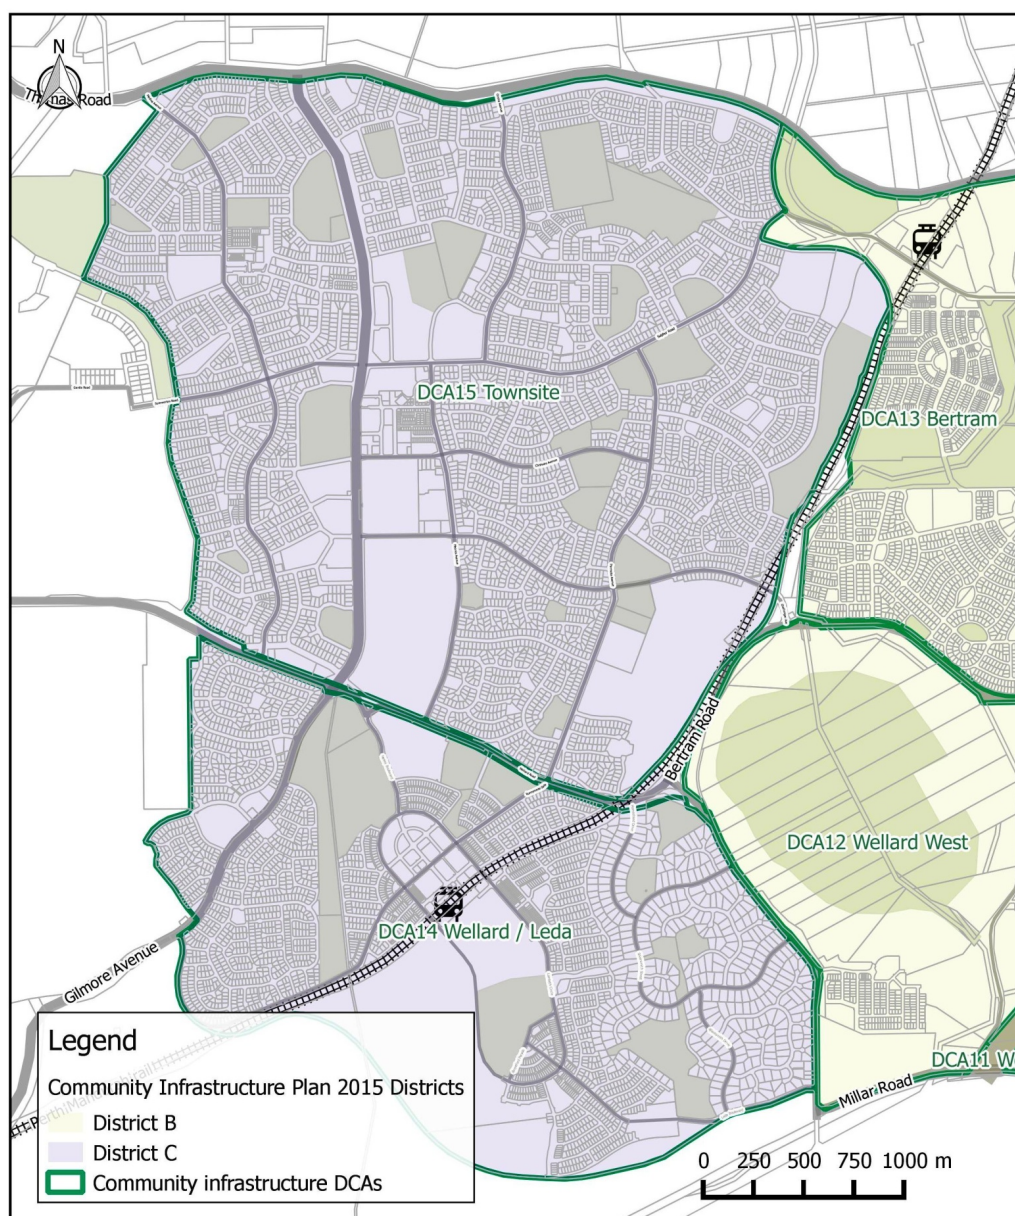 N
Thomas Road
DCA15 Townsite
DCA13 Bertram
Bertram Road
DCA12 Wellard West
DCA14 Wellard / Leda
Gilmore Avenue
DCA11 W
Millar Road
Legend
Community Infrastructure Plan 2015 Districts
District B
District C
Community infrastructure DCAs
0 250 500 750 1000 m